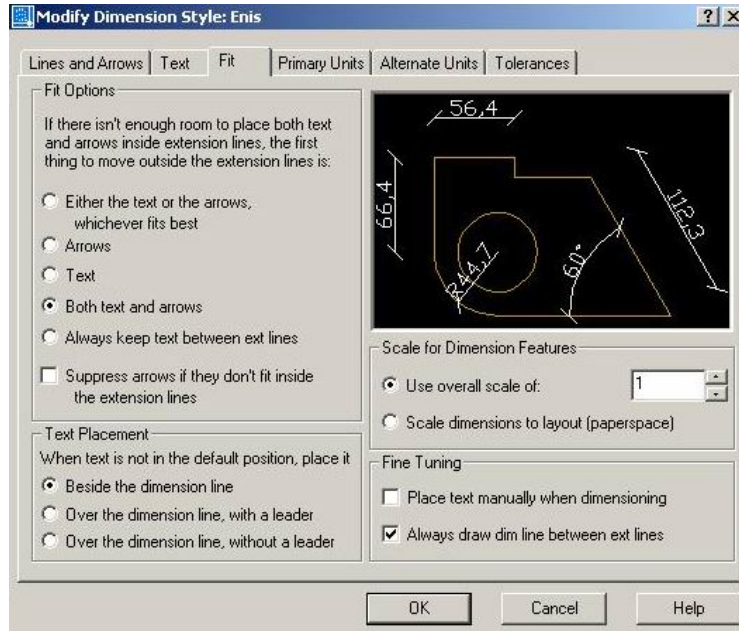 Modify Dimension Style: Enis
Lines and Arrows
Text
Fit
Primary Units
Alternate Units
Tolerances
Fit Options
If there isn't enough room to place both text
and arrows inside extension lines, the first
thing to move outside the extension lines is:
Either the text or the arrows,
whichever fits best
Arrows
Text
Both text and arrows
Always keep text between ext lines
Suppress arrows if they don't fit inside
the extension lines
Text Placement
When text is not in the default position, place it
Beside the dimension line
Over the dimension line, with a leader
Over the dimension line, without a leader
56,4
66,4
112,3
R44,7
60°
Scale for Dimension Features
Use overall scale of:
1
Scale dimensions to layout (paperspace)
Fine Tuning
Place text manually when dimensioning
Always draw dim line between ext lines
OK
Cancel
Help